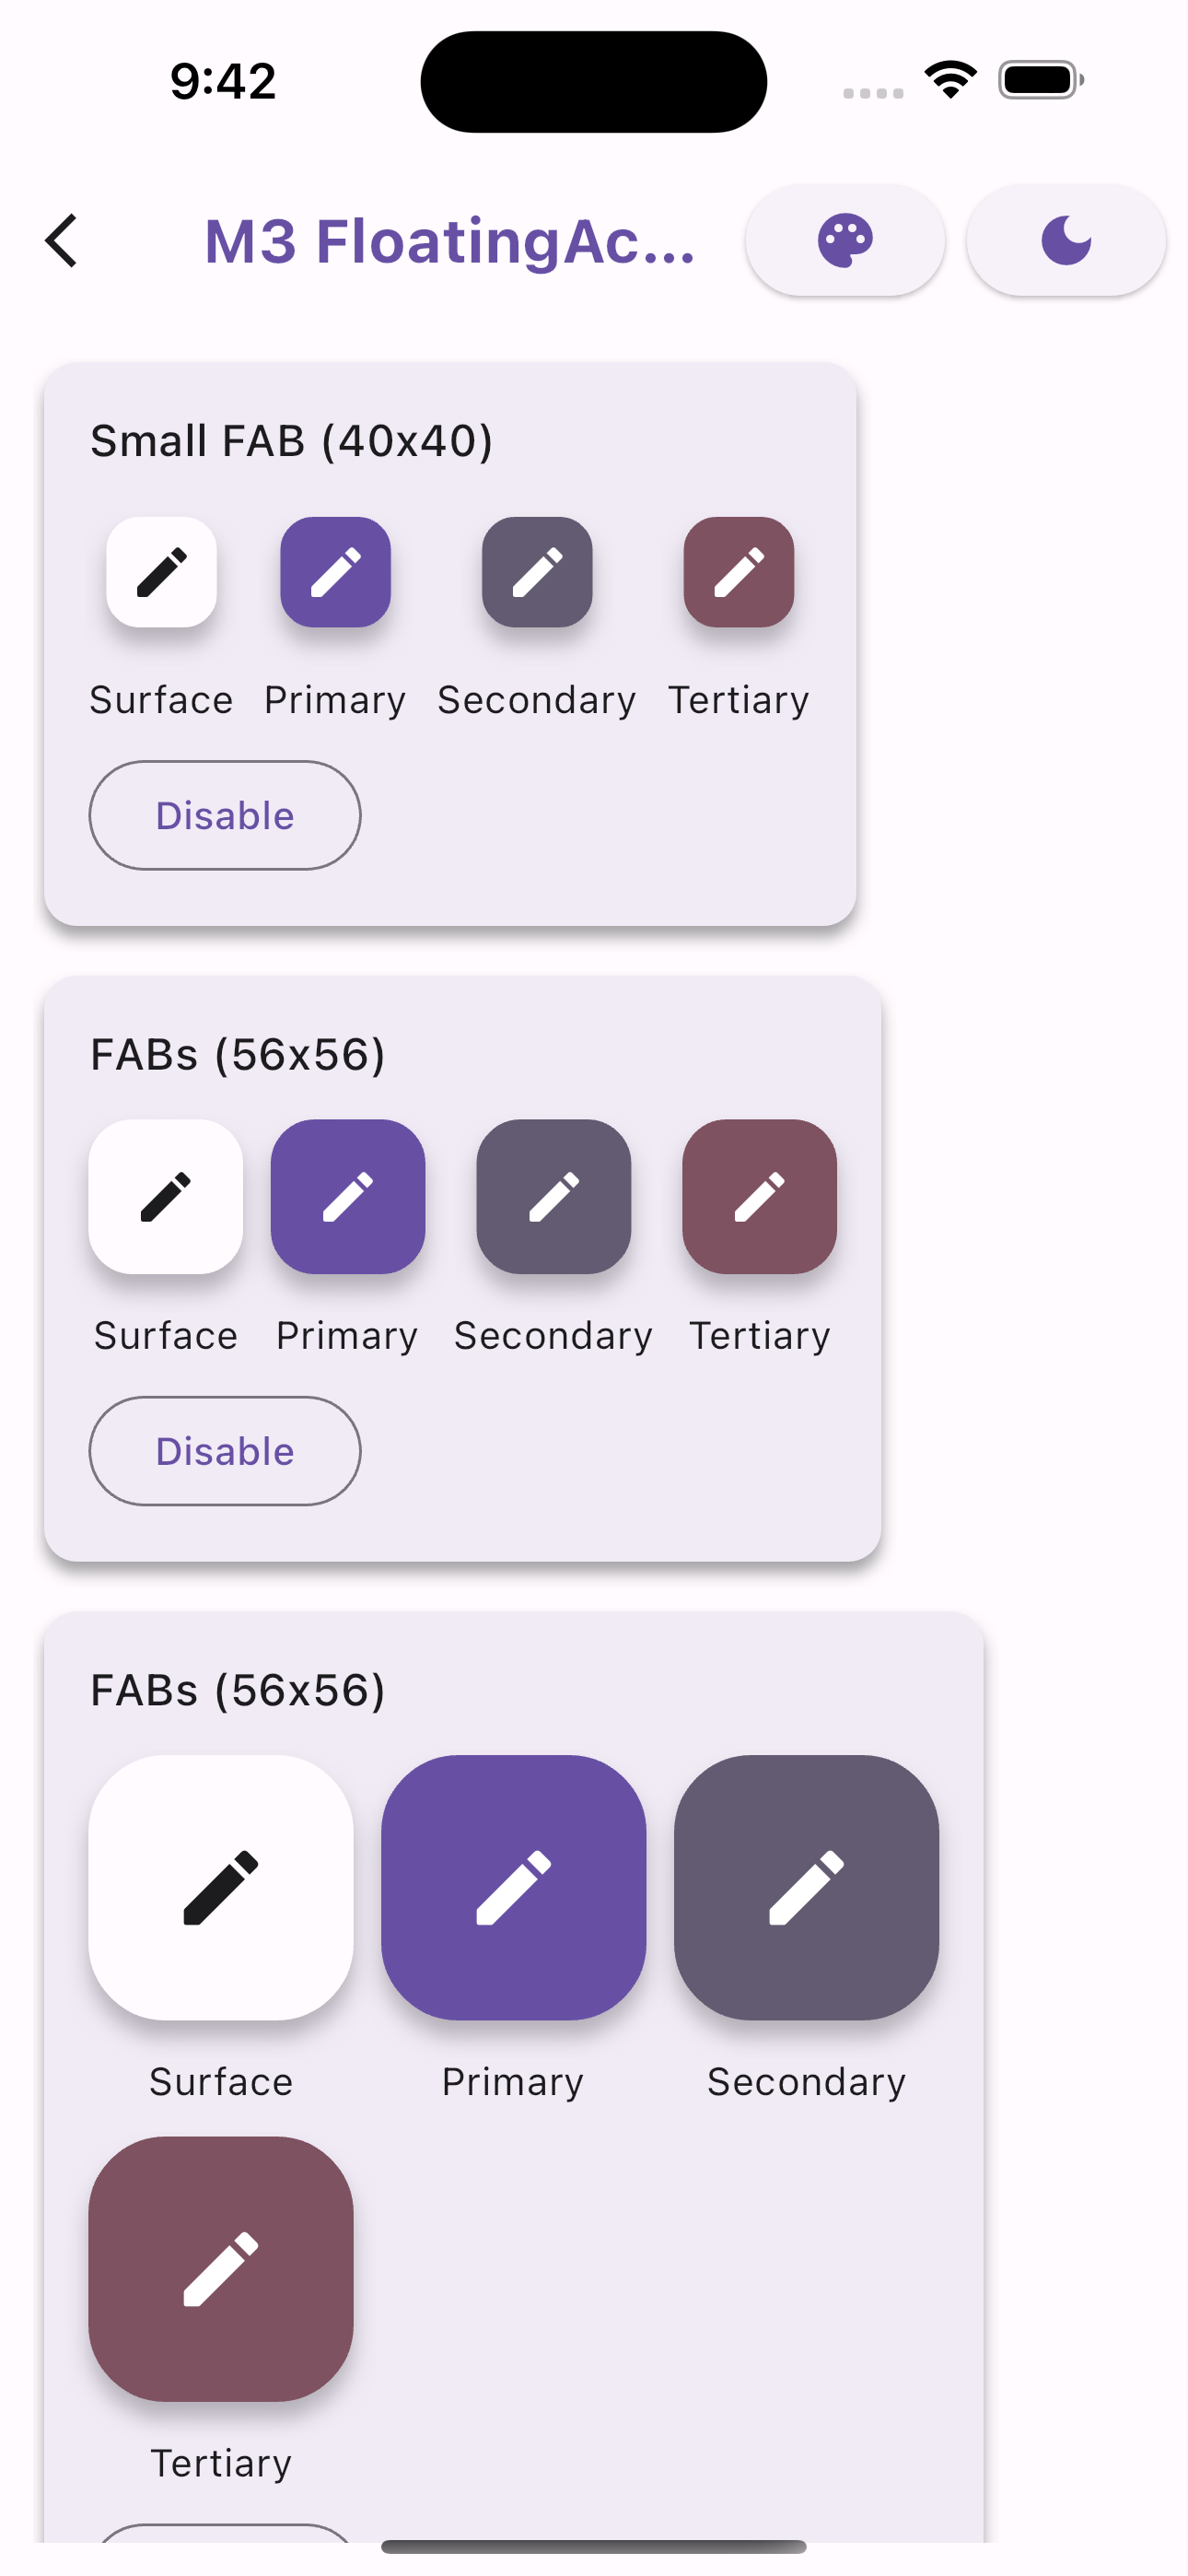 9:42
M3 FloatingAc...
Small FAB (40x40)
Surface Primary Secondary Tertiary
Disable
FABs (56x56)
Surface Primary Secondary Tertiary
Disable
FABs (56x56)
Surface Primary Secondary
Tertiary